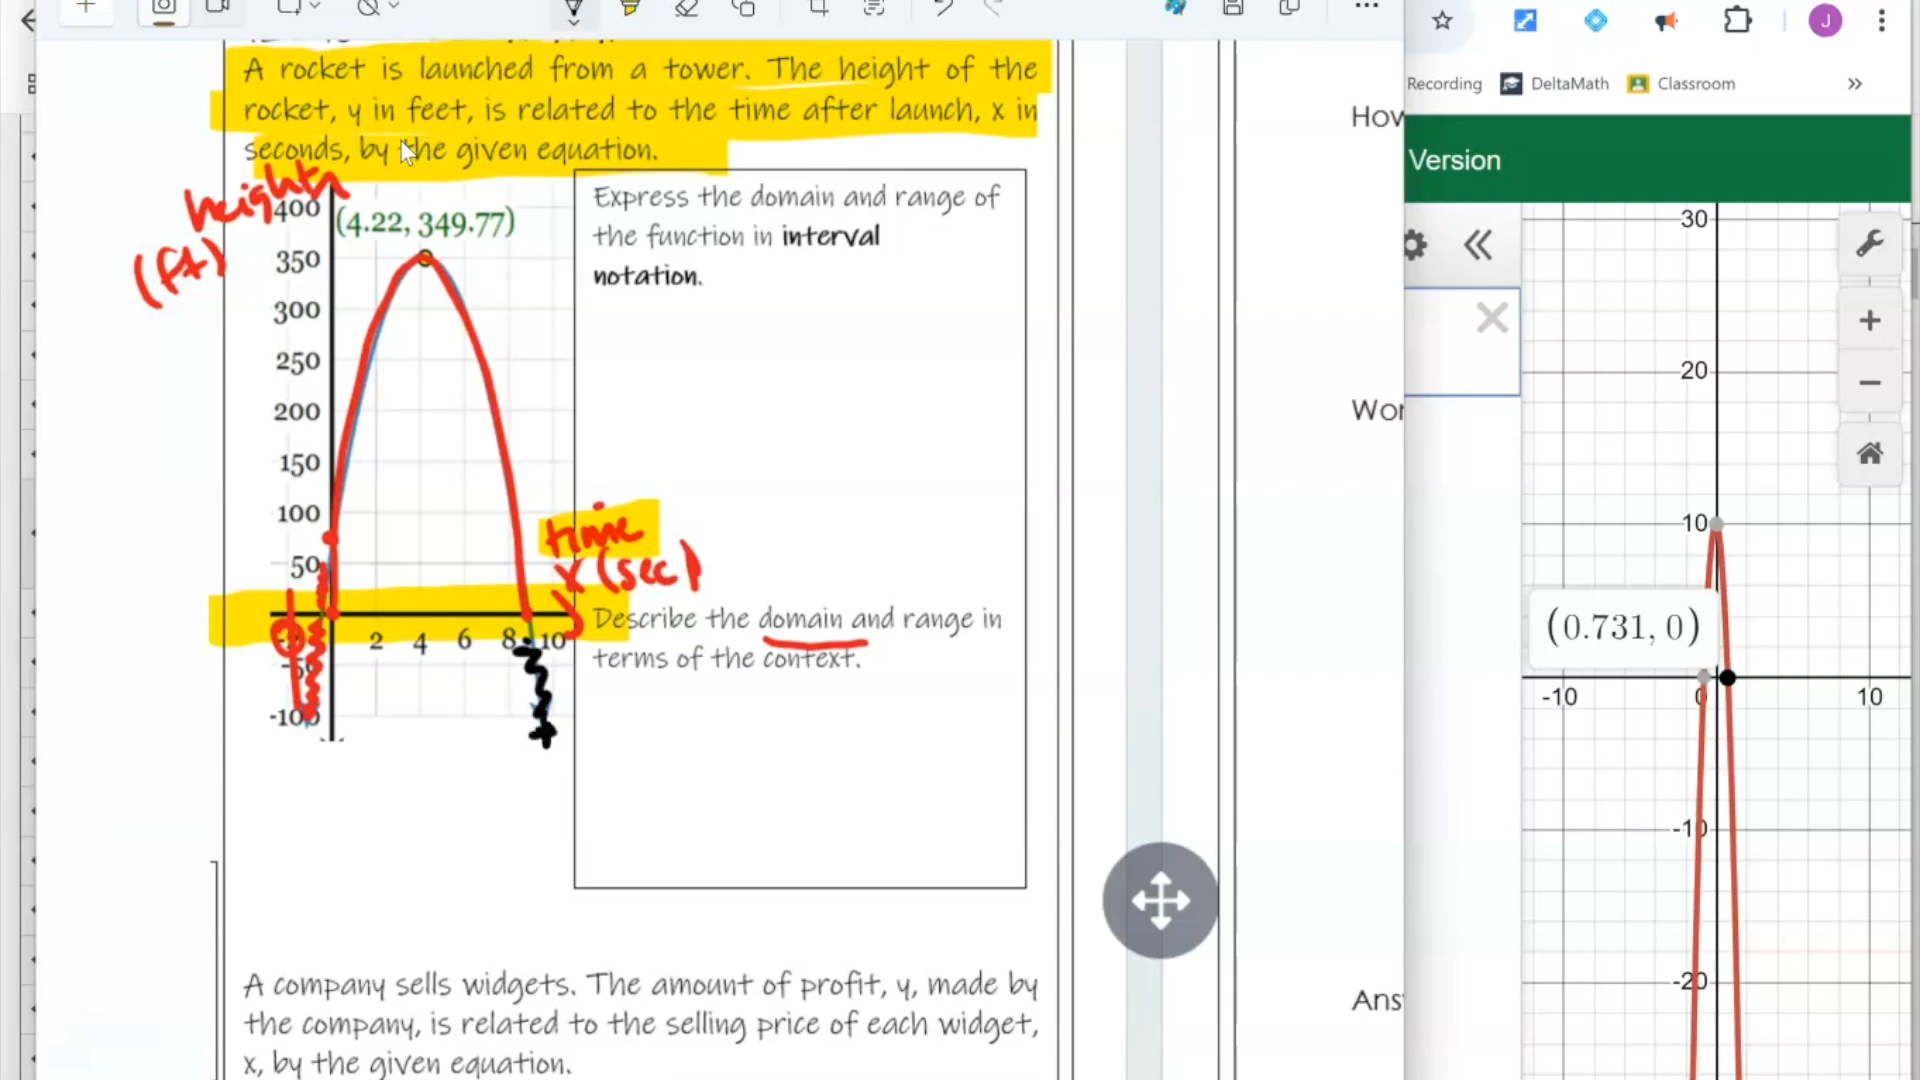 A rocket is launched from a tower. The height of the
rocket, y in feet, is related to the time after launch, x in
seconds, by the given equation.
height
(ft)
400
(4.22, 349.77)
350
300
250
200
150
100
50
2 4 6 8 10
-100
time
x (sec)
Express the domain and range of
the function in interval
notation.
Describe the domain and range in
terms of the context.
A company sells widgets. The amount of profit, y, made by
the company, is related to the selling price of each widget,
x, by the given equation.
How
Ans
J
Recording DeltaMath Classroom
Version
30
20
10
(0.731, 0)
-10 0 10
-10
-20